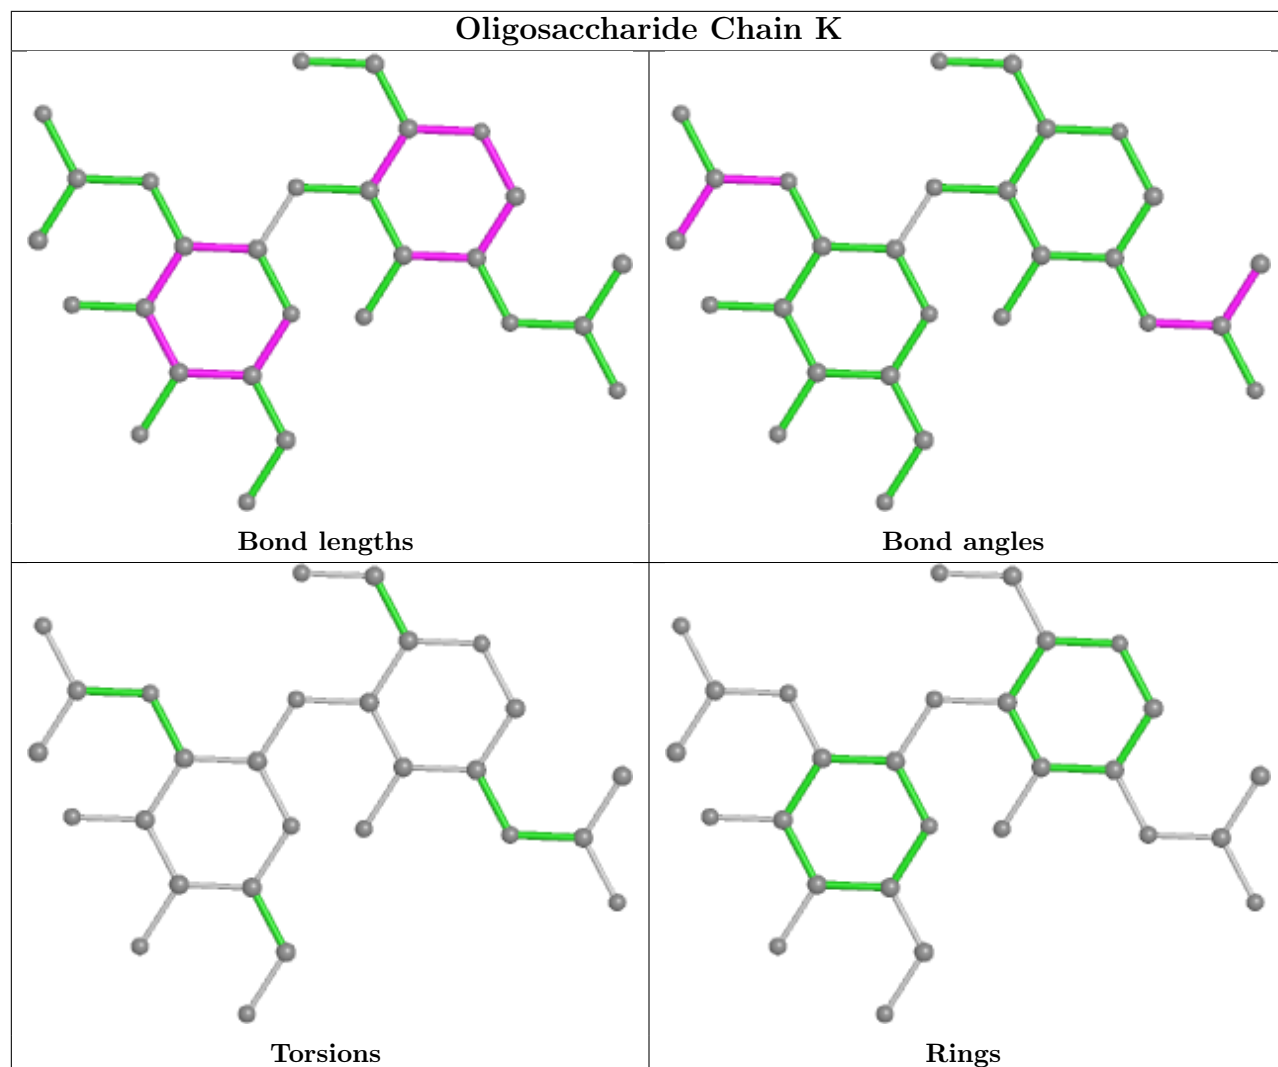 Oligosaccharide Chain K
Bond lengths
Bond angles
Torsions
Rings